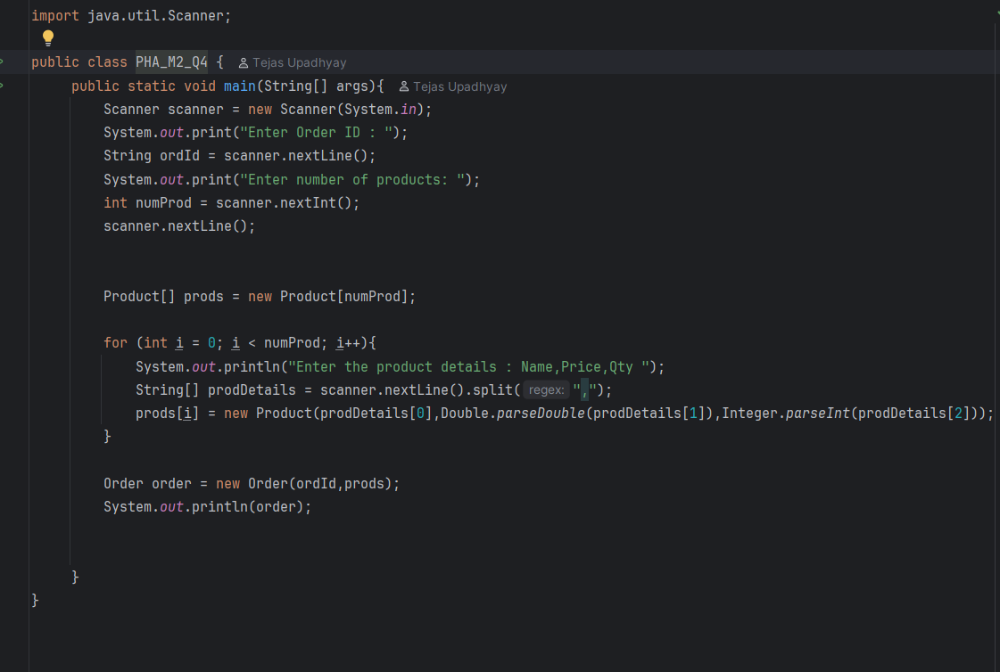 import java.util.Scanner;
public class PHA_M2_Q4 { Tejas Upadhyay
public static void main(String[] args){ Tejas Upadhyay
Scanner scanner = new Scanner(System.in);
System.out.print("Enter Order ID : ");
String ordId = scanner.nextLine();
System.out.print("Enter number of products: ");
int numProd = scanner.nextInt();
scanner.nextLine();
Product[] prods = new Product[numProd];
for (int i = 0; i < numProd; i++){
System.out.println("Enter the product details : Name,Price,Qty ");
String[] prodDetails = scanner.nextLine().split( regex: ",");
prods[i] = new Product(prodDetails[0],Double.parseDouble(prodDetails[1]),Integer.parseInt(prodDetails[2]));
}
Order order = new Order(ordId,prods);
System.out.println(order);
}
}